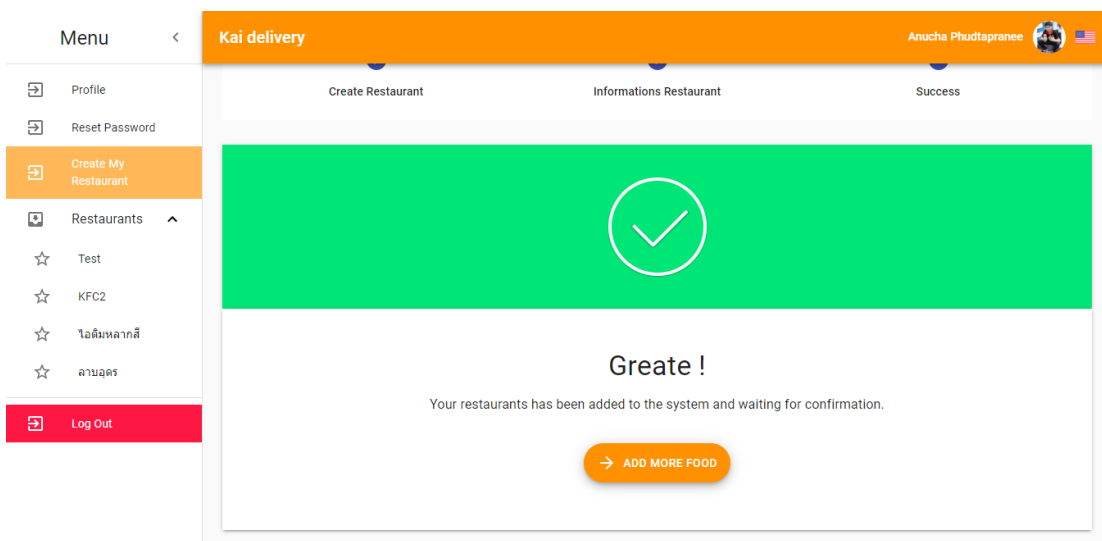 Menu
Kai delivery
Anucha Phudtapranee
Profile
Reset Password
Create My
Restaurant
Restaurants
Test
KFC2
ไอติมหลากสี
ลาบอุดร
Log Out
Create Restaurant
Informations Restaurant
Success
Greate !
Your restaurants has been added to the system and waiting for confirmation.
ADD MORE FOOD